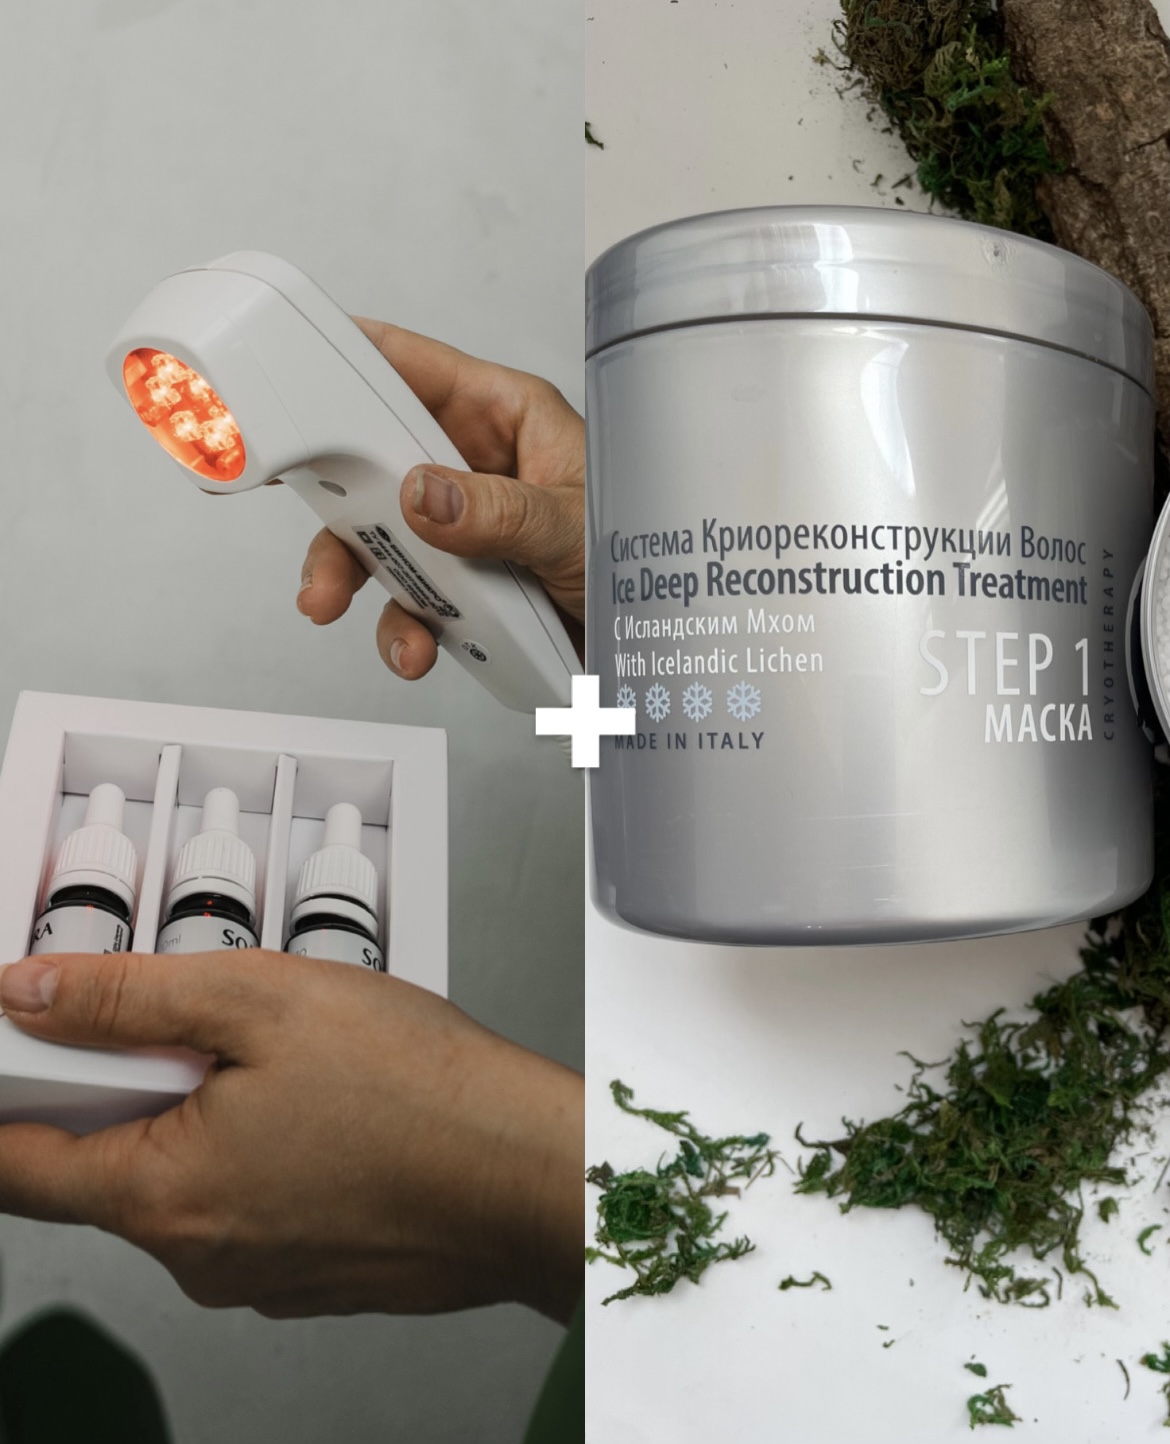 Система Криореконструкции Волос
Ice Deep Reconstruction Treatment
С Исландским Мхом
With Icelandic Lichen
MADE IN ITALY
STEP 1
МАСКА
CRYOTHERAPY